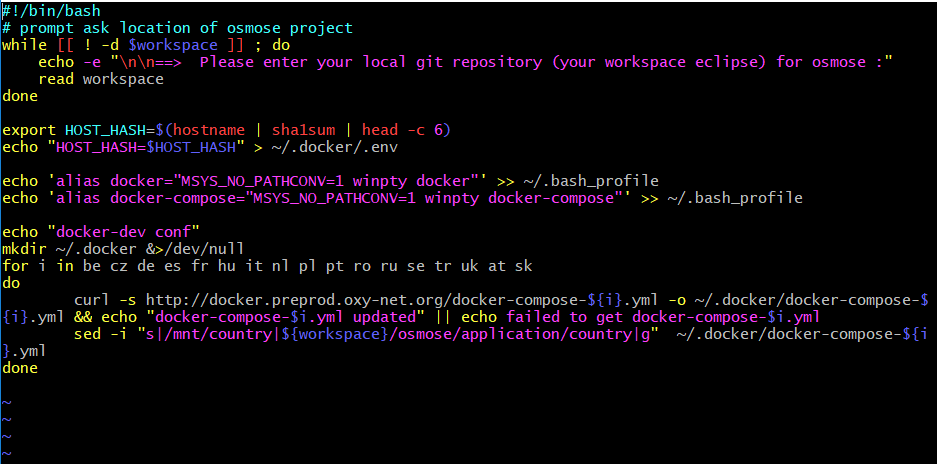 #!/bin/bash
# prompt ask location of osmose project
while [[ ! -d $workspace ]] ; do
    echo -e "\n\n==>  Please enter your local git repository (your workspace eclipse) for osmose :"
    read workspace
done

export HOST_HASH=$(hostname | sha1sum | head -c 6)
echo "HOST_HASH=$HOST_HASH" > ~/.docker/.env

echo 'alias docker="MSYS_NO_PATHCONV=1 winpty docker"' >> ~/.bash_profile
echo 'alias docker-compose="MSYS_NO_PATHCONV=1 winpty docker-compose"' >> ~/.bash_profile

echo "docker-dev conf"
mkdir ~/.docker &>/dev/null
for i in be cz de es fr hu it nl pl pt ro ru se tr uk at sk
do
        curl -s http://docker.preprod.oxy-net.org/docker-compose-${i}.yml -o ~/.docker/docker-compose-$
{i}.yml && echo "docker-compose-$i.yml updated" || echo failed to get docker-compose-$i.yml
        sed -i "s|/mnt/country|${workspace}/osmose/application/country|g"  ~/.docker/docker-compose-${i
}.yml
done

~
~
~
~